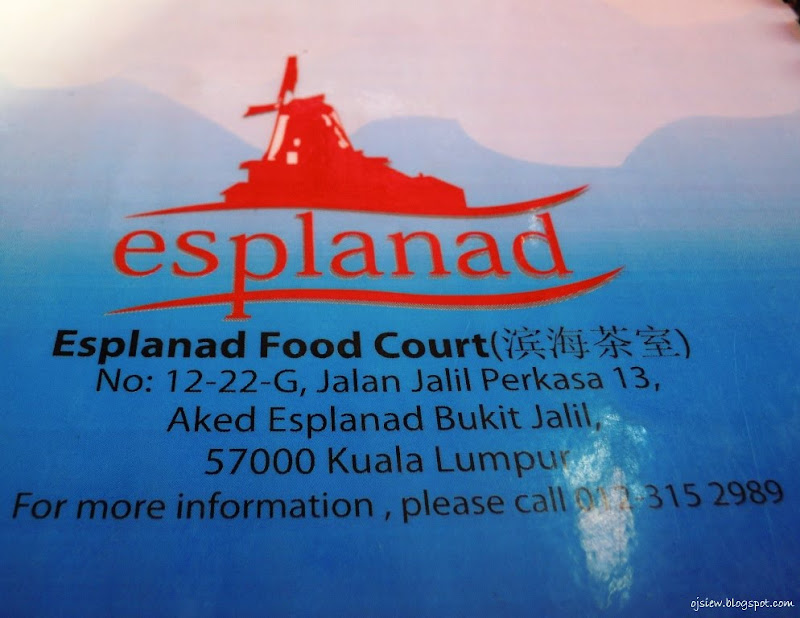 esplanad
Esplanad Food Court(滨海茶室)
No: 12-22-G, Jalan Jalil Perkasa 13,
Aked Esplanad Bukit Jalil,
57000 Kuala Lumpur
For more information , please call 012-315 2989
ojsiew.blogspot.com